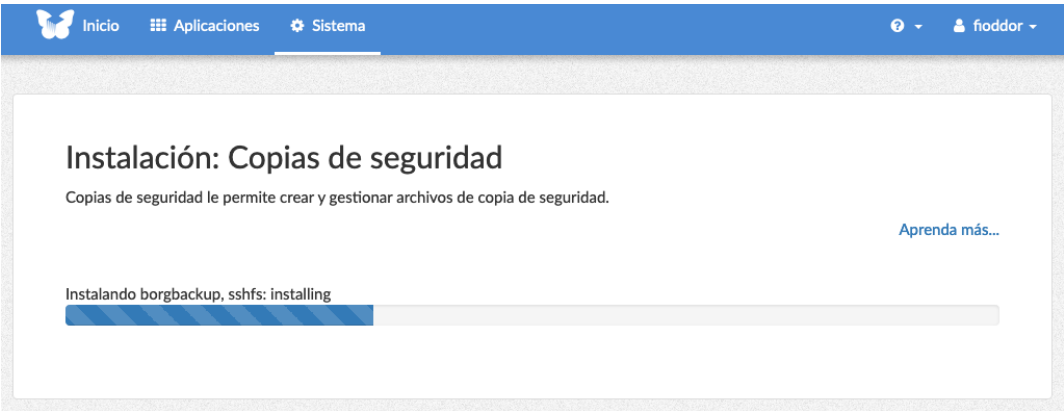 Inicio Aplicaciones Sistema fioddor
Instalación: Copias de seguridad
Copias de seguridad le permite crear y gestionar archivos de copia de seguridad.
Aprenda más...
Instalando borgbackup, sshfs: installing